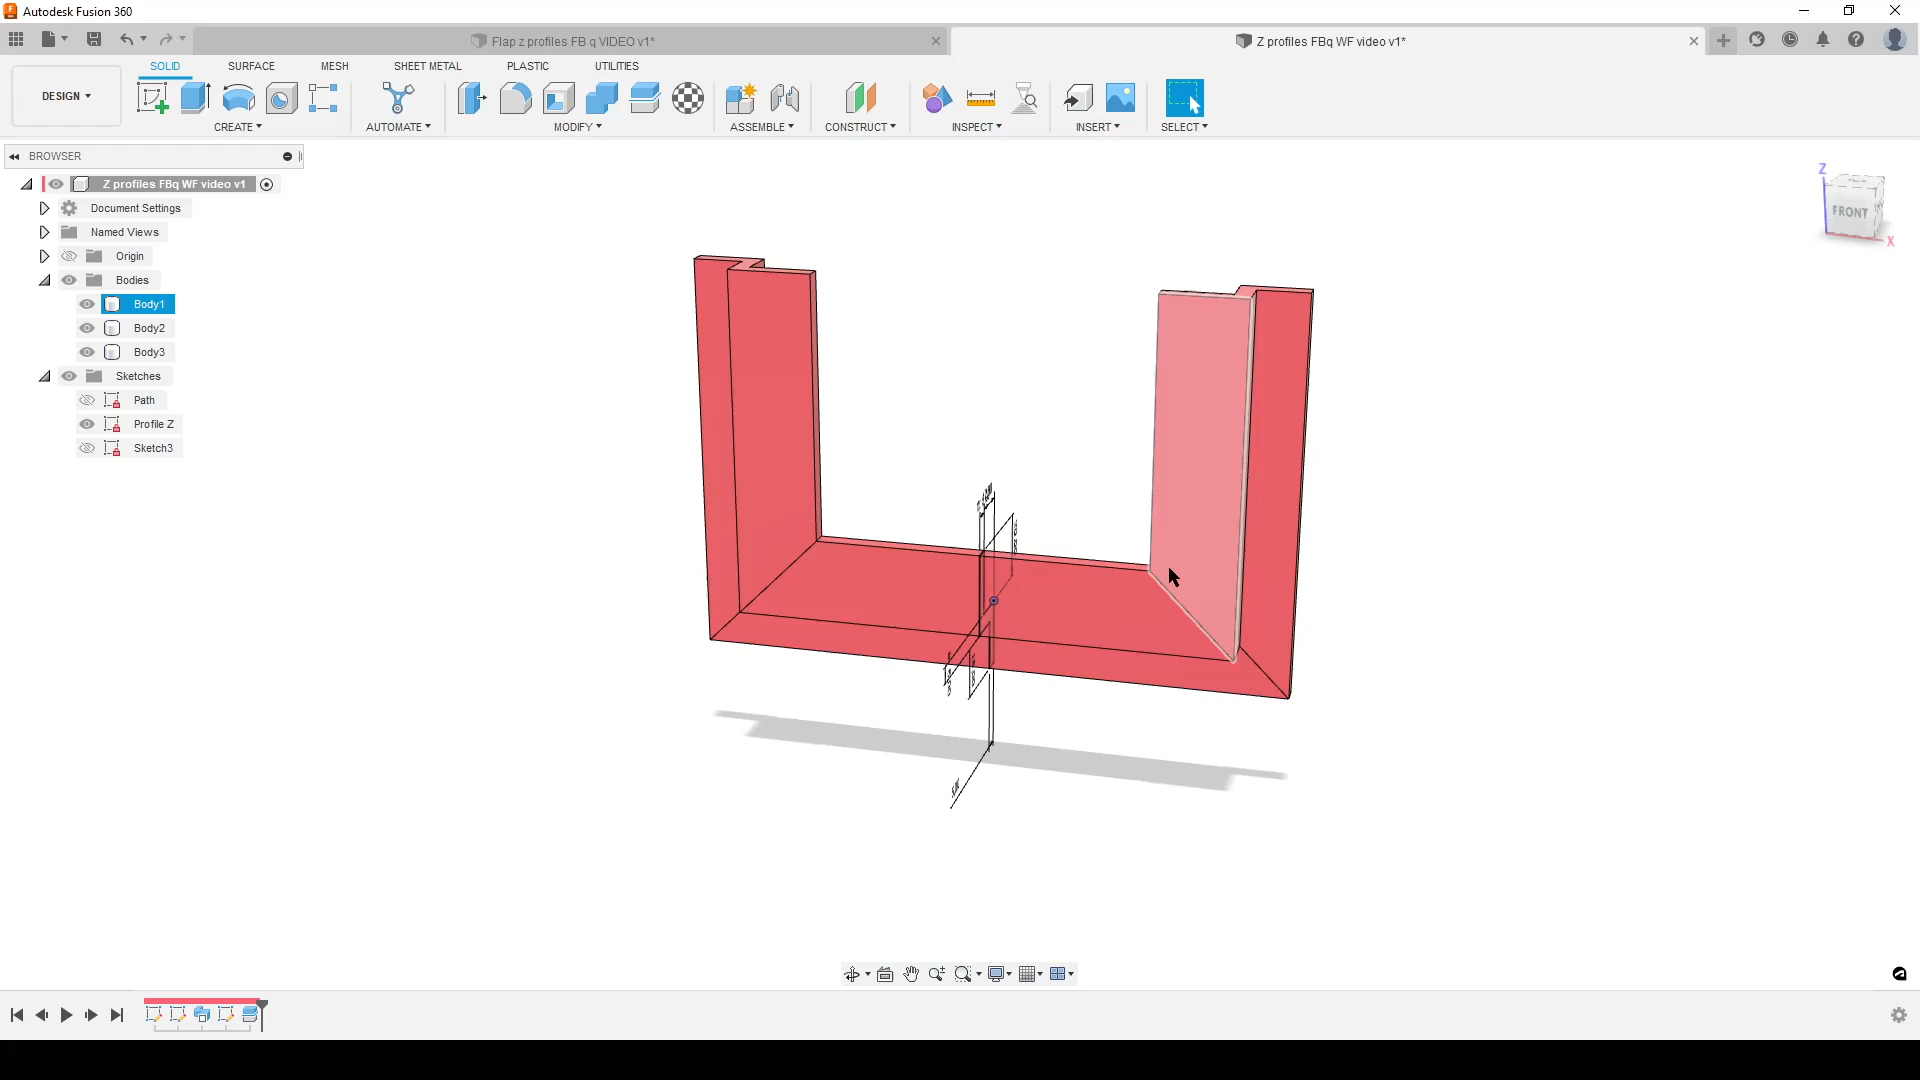 Autodesk Fusion 360
Flap z profiles FB q VIDEO v1*
Z profiles FBq WF video v1*
DESIGN
SOLID
SURFACE
MESH
SHEET METAL
PLASTIC
UTILITIES
CREATE
AUTOMATE
MODIFY
ASSEMBLE
CONSTRUCT
INSPECT
INSERT
SELECT
BROWSER
Z profiles FBq WF video v1
Document Settings
Named Views
Origin
Bodies
Body1
Body2
Body3
Sketches
Path
Profile Z
Sketch3
Z
FRONT
X